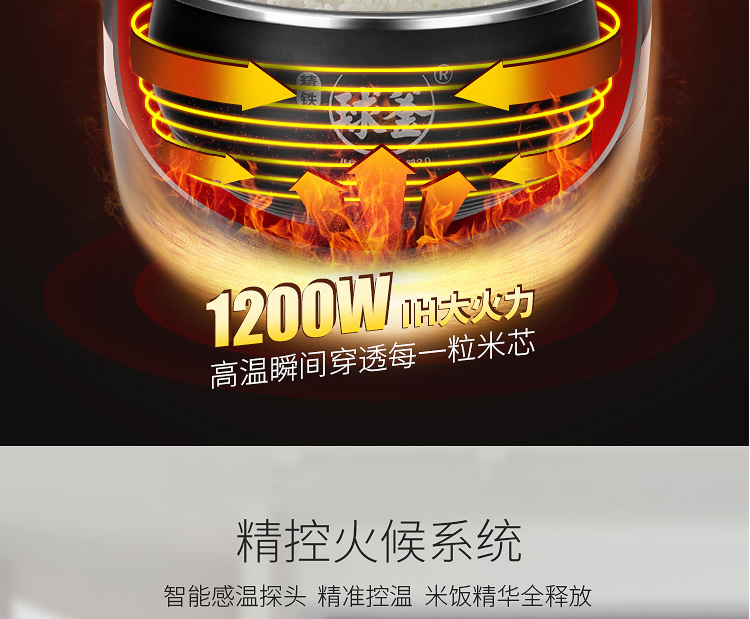 精铁
球釜®
1200W IH大火力
高温瞬间穿透每一粒米芯
精控火候系统
智能感温探头 精准控温 米饭精华全释放